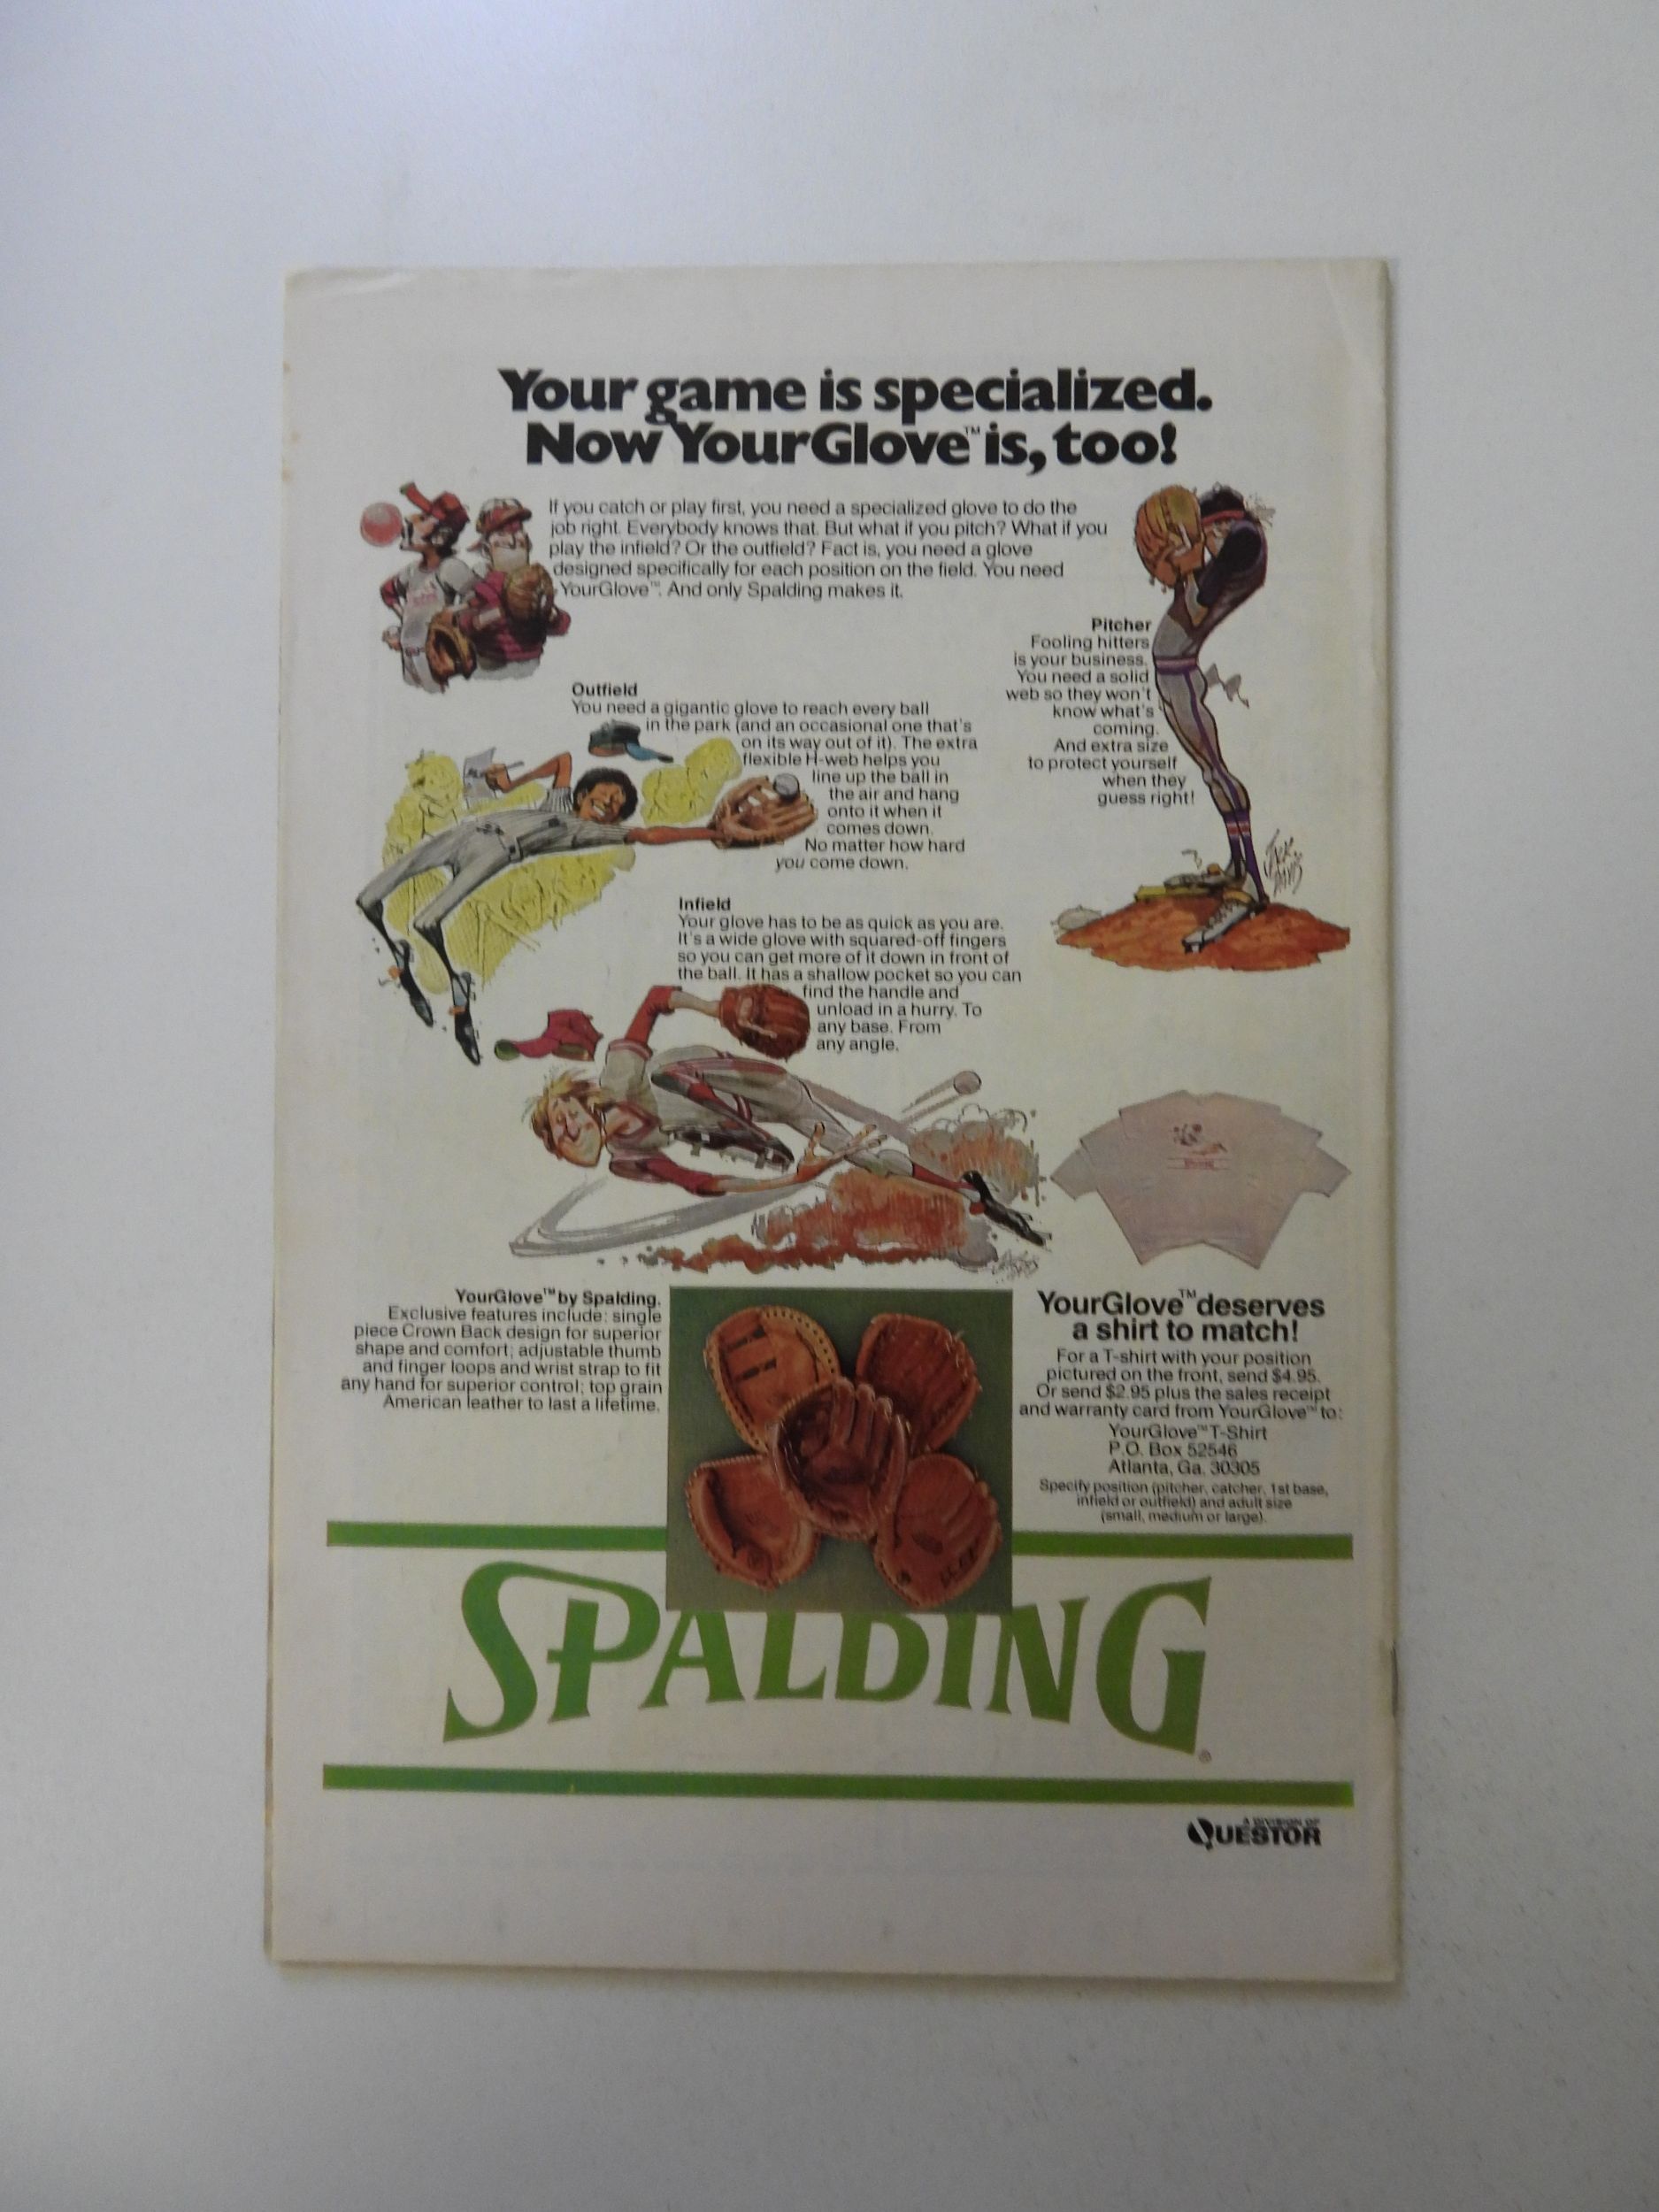 Your game is specialized.
Now YourGlove™ is, too!
If you catch or play first, you need a specialized glove to do the
job right. Everybody knows that. But what if you pitch? What if you
play the infield? Or the outfield? Fact is, you need a glove
designed specifically for each position on the field. You need
YourGlove™. And only Spalding makes it.
Pitcher
Fooling hitters
is your business.
You need a solid
web so they won't
know what's
coming.
And extra size
to protect yourself
when they
guess right!
Outfield
You need a gigantic glove to reach every ball
in the park (and an occasional one that's
on its way out of it). The extra
flexible H-web helps you
line up the ball in
the air and hang
onto it when it
comes down.
No matter how hard
you come down.
JACK
DAVIS
Infield
Your glove has to be as quick as you are.
It's a wide glove with squared-off fingers
so you can get more of it down in front of
the ball. It has a shallow pocket so you can
find the handle and
unload in a hurry. To
any base. From
any angle.
YourGlove™ by Spalding.
Exclusive features include: single
piece Crown Back design for superior
shape and comfort; adjustable thumb
and finger loops and wrist strap to fit
any hand for superior control; top grain
American leather to last a lifetime.
YourGlove™ deserves
a shirt to match!
For a T-shirt with your position
pictured on the front, send $4.95.
Or send $2.95 plus the sales receipt
and warranty card from YourGlove™ to:
YourGlove™ T-Shirt
P.O. Box 52546
Atlanta, Ga. 30305
Specify position (pitcher, catcher, 1st base,
infield or outfield) and adult size
(small, medium or large).
SPALDING®
A DIVISION OF
QUESTOR